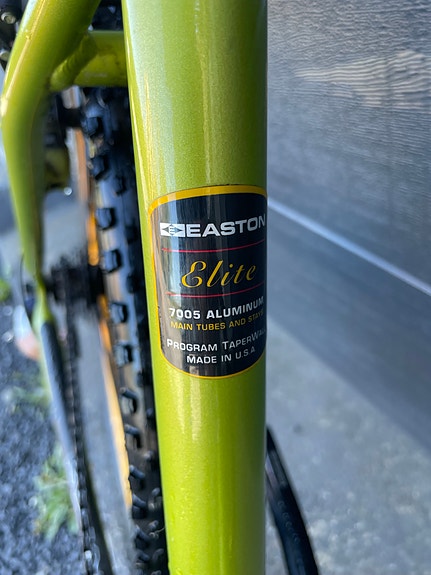 EASTON
Elite
7005 ALUMINUM
MAIN TUBES AND STAYS
PROGRAM TAPERWALL
MADE IN U.S.A.